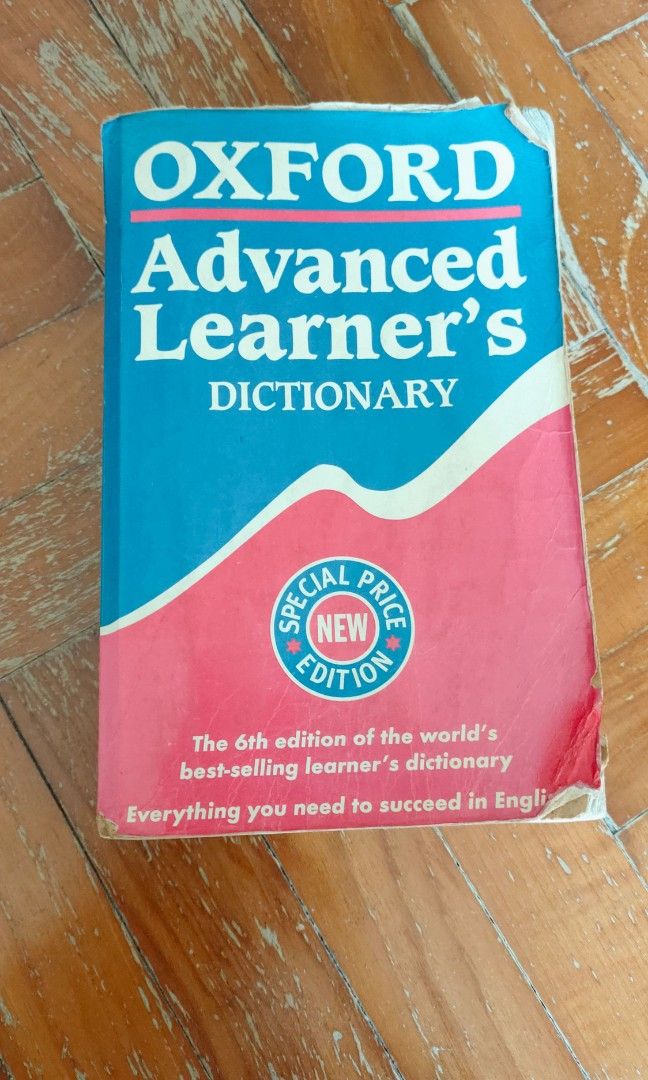 OXFORD
Advanced
Learner's
DICTIONARY
SPECIAL PRICE
NEW
EDITION
The 6th edition of the world's
best-selling learner's dictionary
Everything you need to succeed in